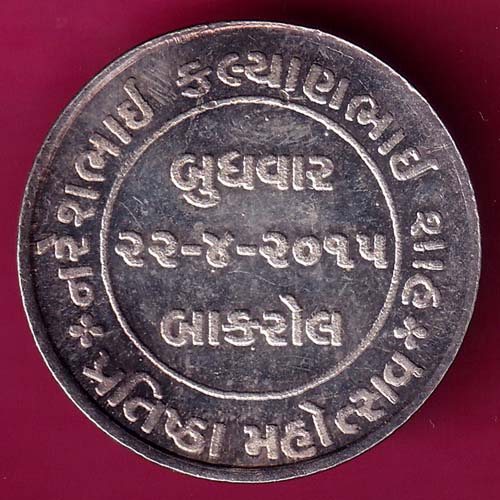 નરેશભાઇ કલ્યાણભાઇ શાહ
બુધવાર
૨૨-૪-૨૦૧૫
બાકરોલ
પ્રતિષ્ઠા મહોત્સવ